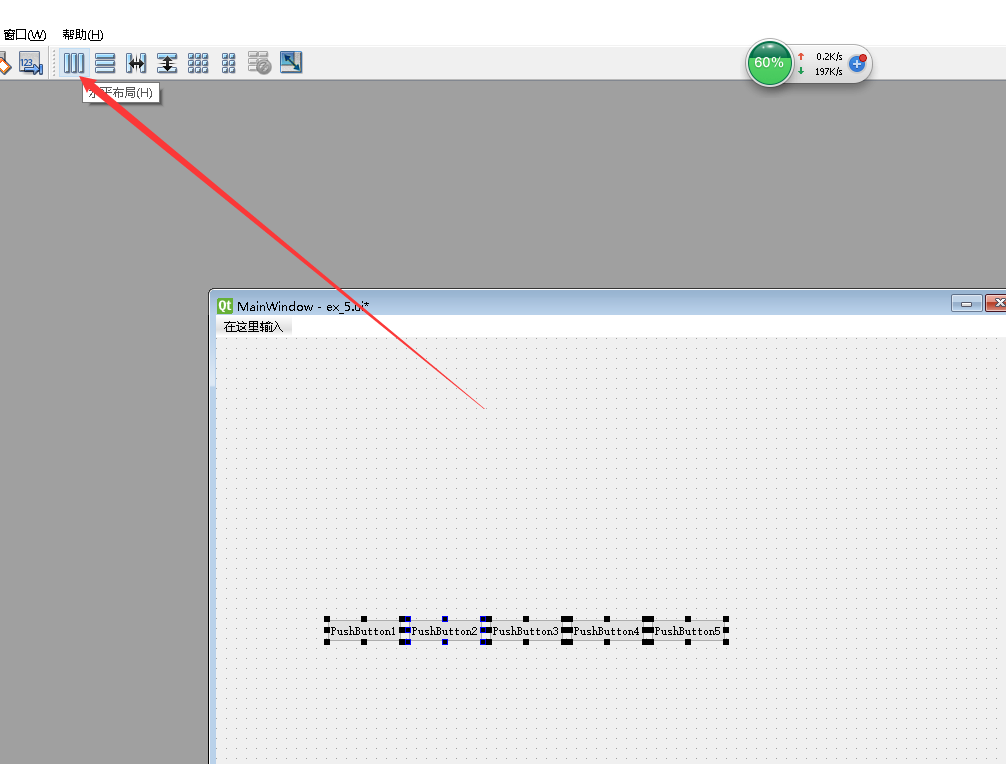 窗口(W) 帮助(H)
123
60%
0.2K/s
197K/s
水平布局(H)
Qt MainWindow - ex_5.ui*
在这里输入
PushButton1 PushButton2 PushButton3 PushButton4 PushButton5